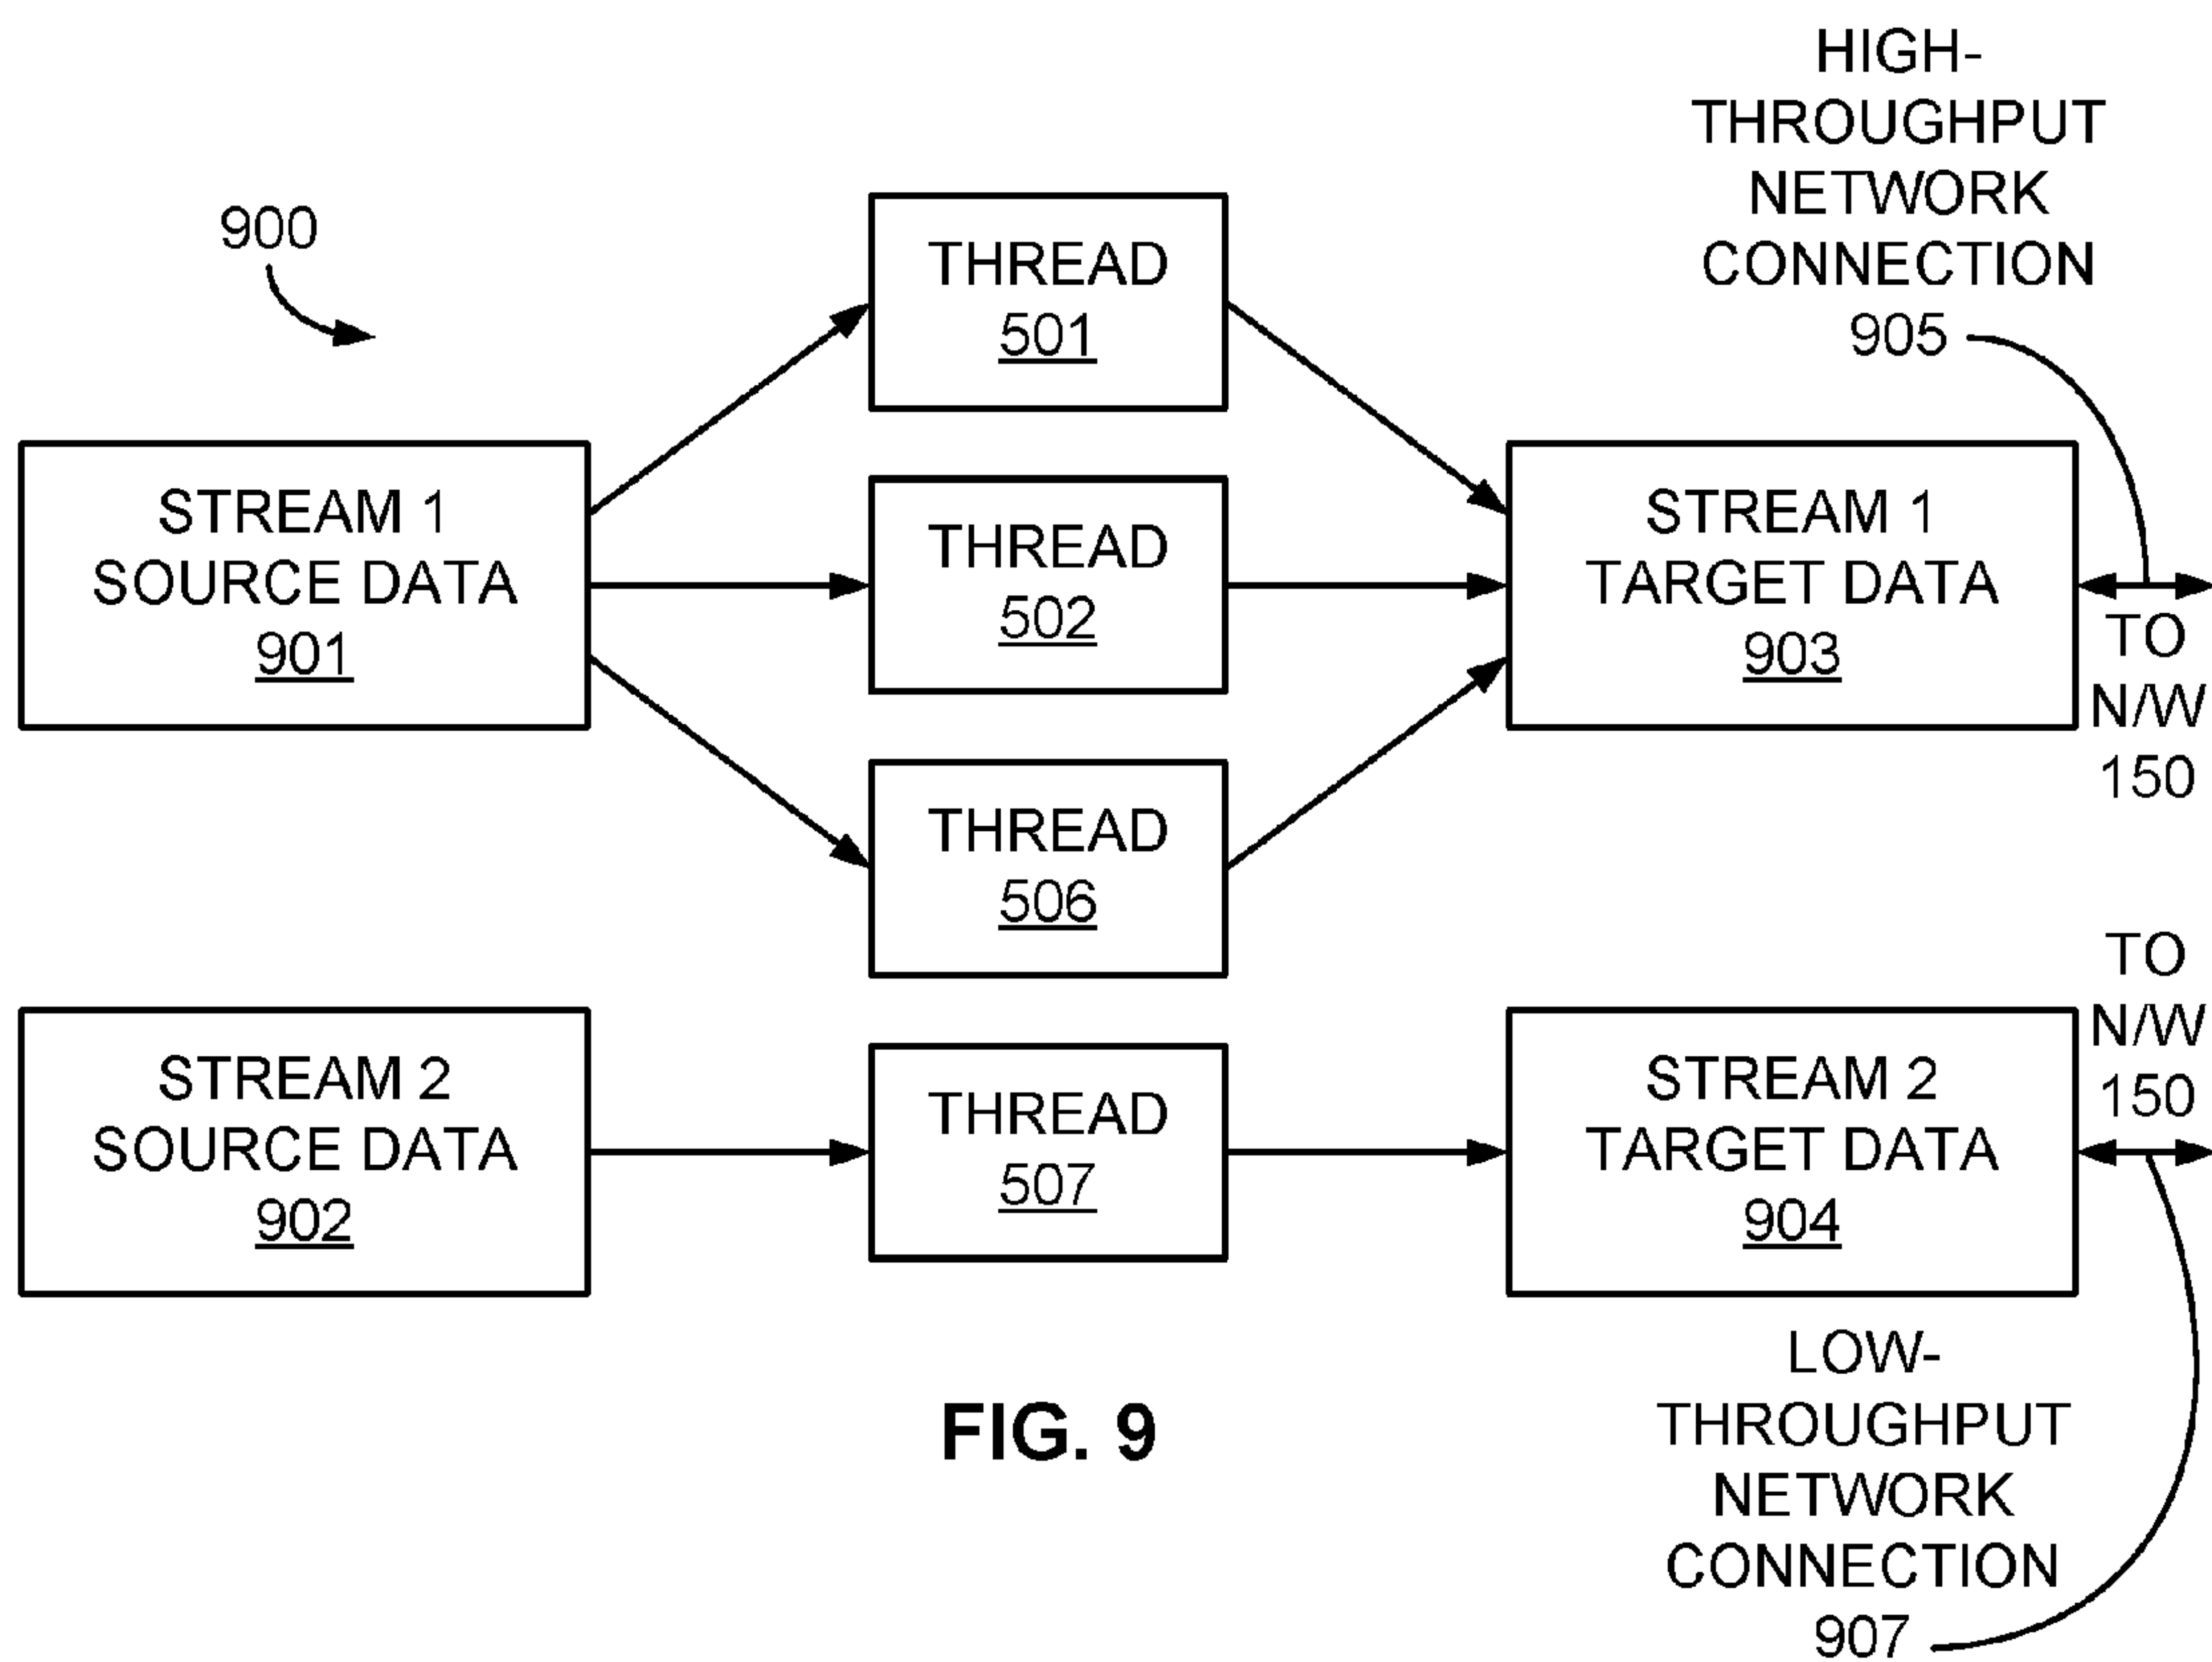 HIGH-
THROUGHPUT
NETWORK
CONNECTION
905
900
THREAD
501
STREAM 1
SOURCE DATA
901
THREAD
502
STREAM 1
TARGET DATA
903
TO
N/W
150
THREAD
506
STREAM 2
SOURCE DATA
902
THREAD
507
STREAM 2
TARGET DATA
904
TO
N/W
150
LOW-
THROUGHPUT
NETWORK
CONNECTION
907
FIG. 9